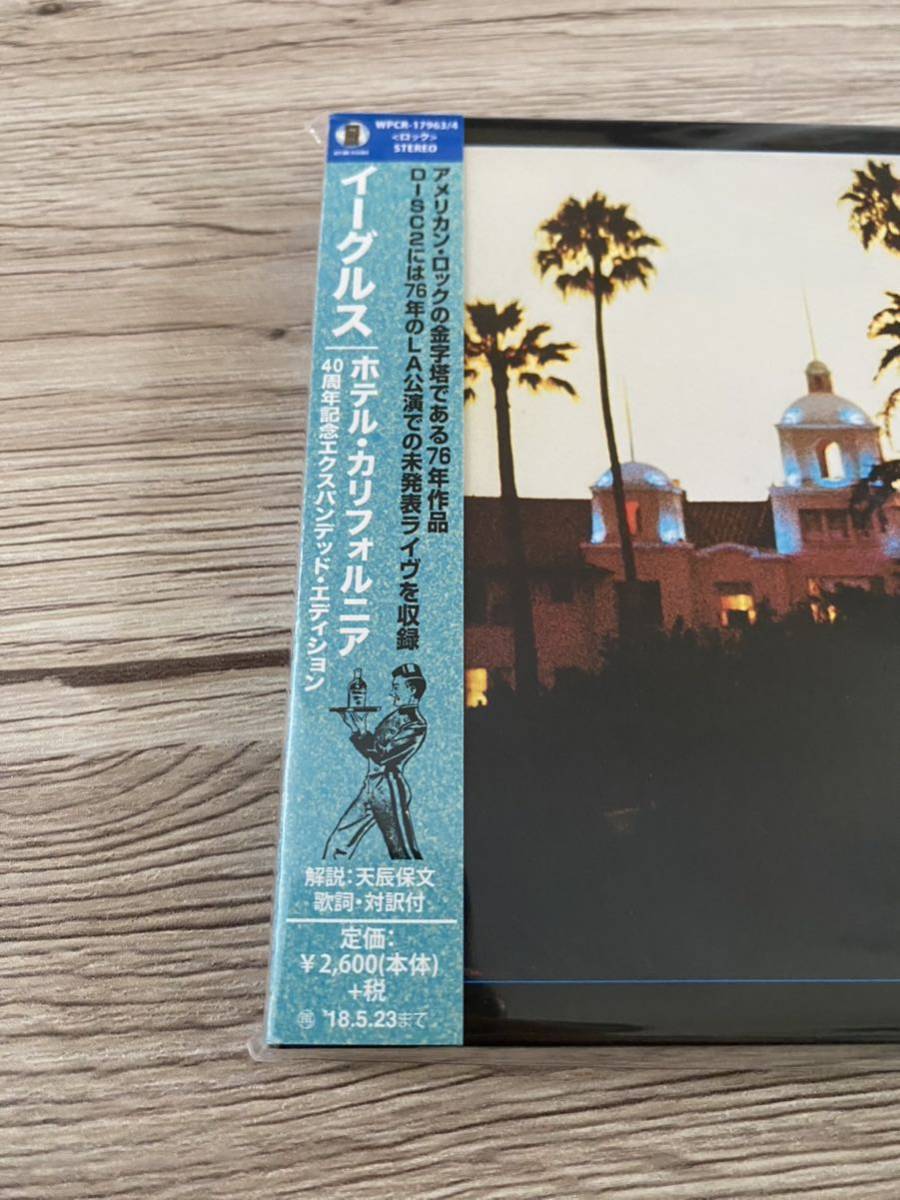 WPCR-17963/4
<ロック>
STEREO
アメリカン・ロックの金字塔である76年作品
DISC2には76年のLA公演での未発表ライヴを収録
イーグルス
ホテル・カリフォルニア
40周年記念エクスパンデッド・エディション
解説:天辰保文
歌詞・対訳付
定価:
¥2,600(本体)
+税
'18.5.23まで